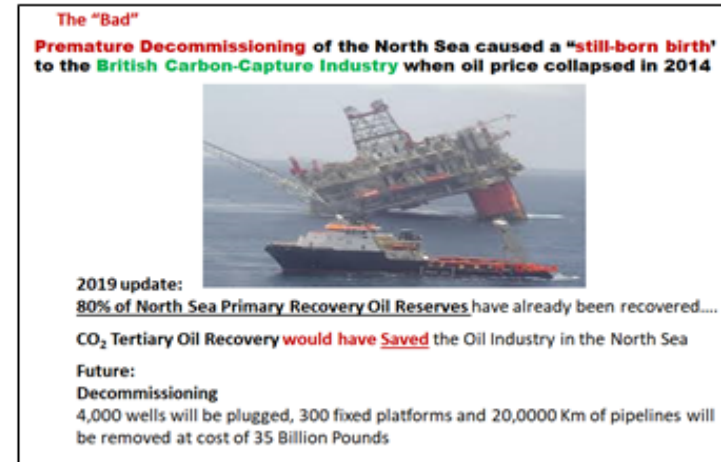 The “Bad”
Premature Decommissioning of the North Sea caused a “still-born birth’
to the British Carbon-Capture Industry when oil price collapsed in 2014
2019 update:
80% of North Sea Primary Recovery Oil Reserves have already been recovered....
CO₂ Tertiary Oil Recovery would have Saved the Oil Industry in the North Sea
Future:
Decommissioning
4,000 wells will be plugged, 300 fixed platforms and 20,0000 Km of pipelines will
be removed at cost of 35 Billion Pounds